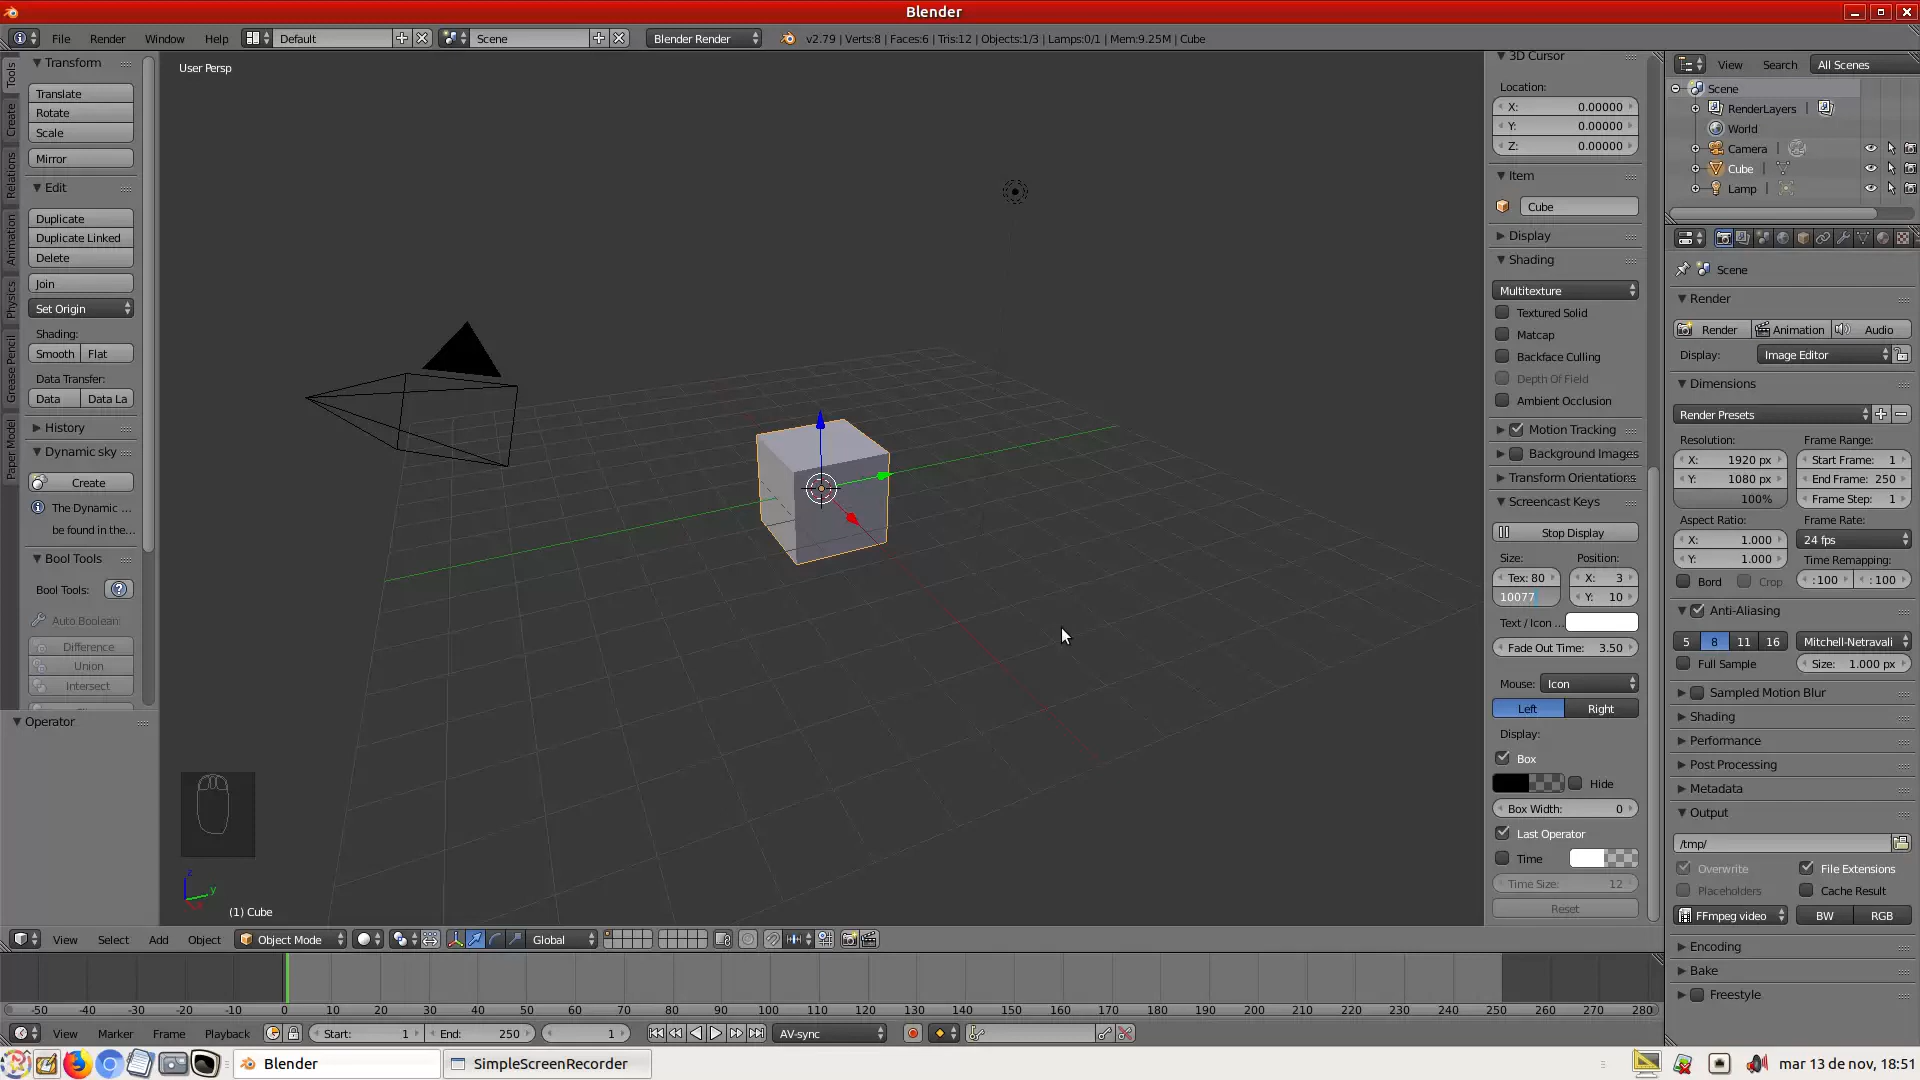 Blender
File Render Window Help Default Scene Blender Render v2.79 | Verts:8 | Faces:6 | Tris:12 | Objects:1/3 | Lamps:0/1 | Mem:9.25M | Cube
Tools
Create
Relations
Animation
Physics
Grease Pencil
Paper Model
Transform
Translate
Rotate
Scale
Mirror
Edit
Duplicate
Duplicate Linked
Delete
Join
Set Origin
Shading:
Smooth Flat
Data Transfer:
Data Data La
History
Dynamic sky
Create
The Dynamic ...
be found in the...
Bool Tools
Bool Tools:
Auto Boolean
Difference
Union
Intersect
Operator
User Persp
z
y
(1) Cube
3D Cursor
Location:
X: 0.00000
Y: 0.00000
Z: 0.00000
Item
Cube
Display
Shading
Multitexture
Textured Solid
Matcap
Backface Culling
Depth Of Field
Ambient Occlusion
Motion Tracking
Background Images
Transform Orientations
Screencast Keys
Stop Display
Size: Position:
Tex: 80 X: 3
10077 Y: 10
Text / Icon ...
Fade Out Time: 3.50
Mouse: Icon
Left Right
Display:
Box
Hide
Box Width: 0
Last Operator
Time
Time Size: 12
Reset
View Search All Scenes
Scene
RenderLayers |
World
Camera |
Cube |
Lamp |
Scene
Render
Render Animation Audio
Display: Image Editor
Dimensions
Render Presets
Resolution: Frame Range:
X: 1920 px Start Frame: 1
Y: 1080 px End Frame: 250
100% Frame Step: 1
Aspect Ratio: Frame Rate:
X: 1.000 24 fps
Y: 1.000 Time Remapping:
Bord Crop :100 :100
Anti-Aliasing
5 8 11 16 Mitchell-Netravali
Full Sample Size: 1.000 px
Sampled Motion Blur
Shading
Performance
Post Processing
Metadata
Output
/tmp/
Overwrite File Extensions
Placeholders Cache Result
FFmpeg video BW RGB
Encoding
Bake
Freestyle
View Select Add Object Object Mode Global
-50 -40 -30 -20 -10 0 10 20 30 40 50 60 70 80 90 100 110 120 130 140 150 160 170 180 190 200 210 220 230 240 250 260 270 280
View Marker Frame Playback Start: 1 End: 250 1 AV-sync
Blender SimpleScreenRecorder mar 13 de nov, 18:51